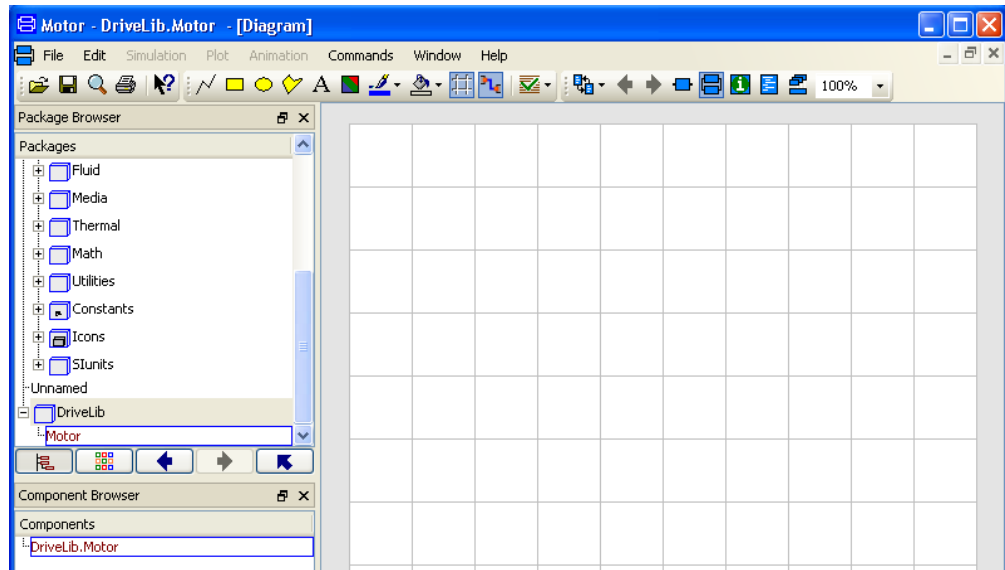 Motor - DriveLib.Motor - [Diagram]
File Edit Simulation Plot Animation Commands Window Help
A 100%
Package Browser
Packages
Fluid
Media
Thermal
Math
Utilities
Constants
Icons
SIunits
Unnamed
DriveLib
Motor
Component Browser
Components
DriveLib.Motor